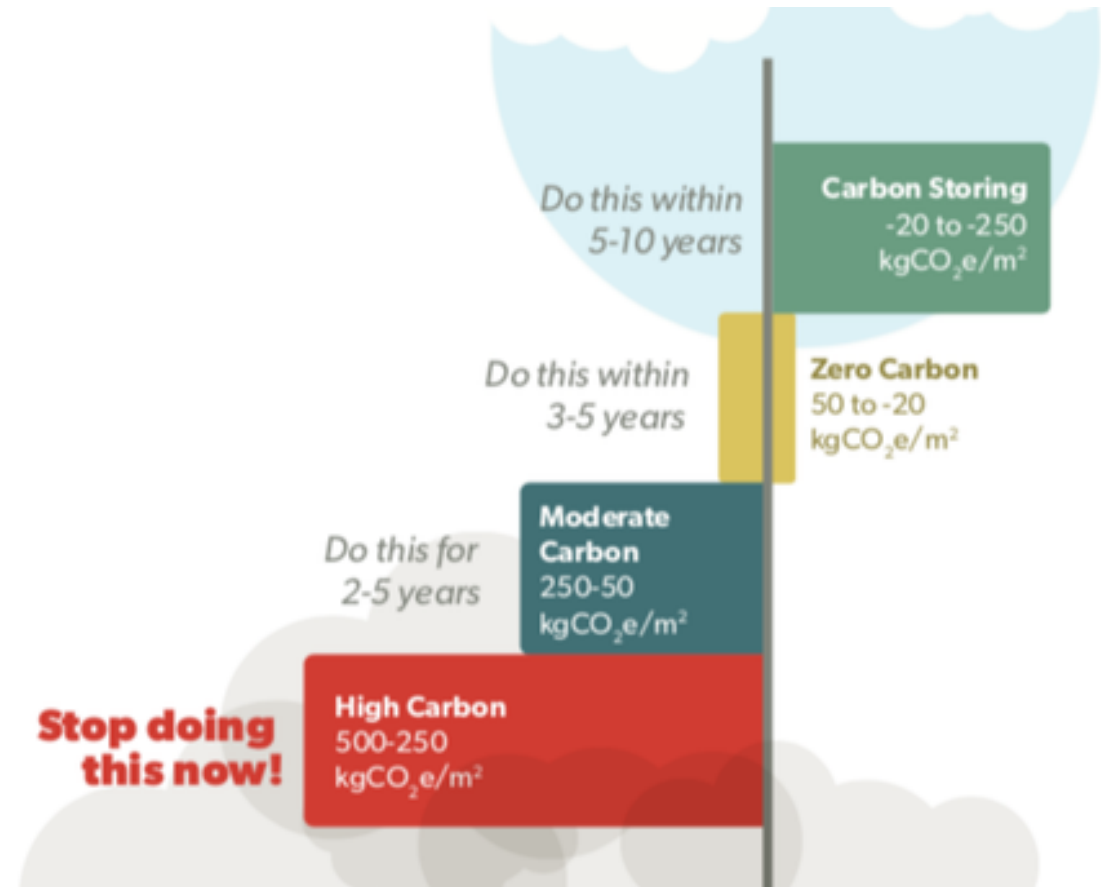 Do this within
5-10 years
Carbon Storing
-20 to -250
kgCO₂e/m²
Do this within
3-5 years
Zero Carbon
50 to -20
kgCO₂e/m²
Do this for
2-5 years
Moderate
Carbon
250-50
kgCO₂e/m²
Stop doing
this now!
High Carbon
500-250
kgCO₂e/m²